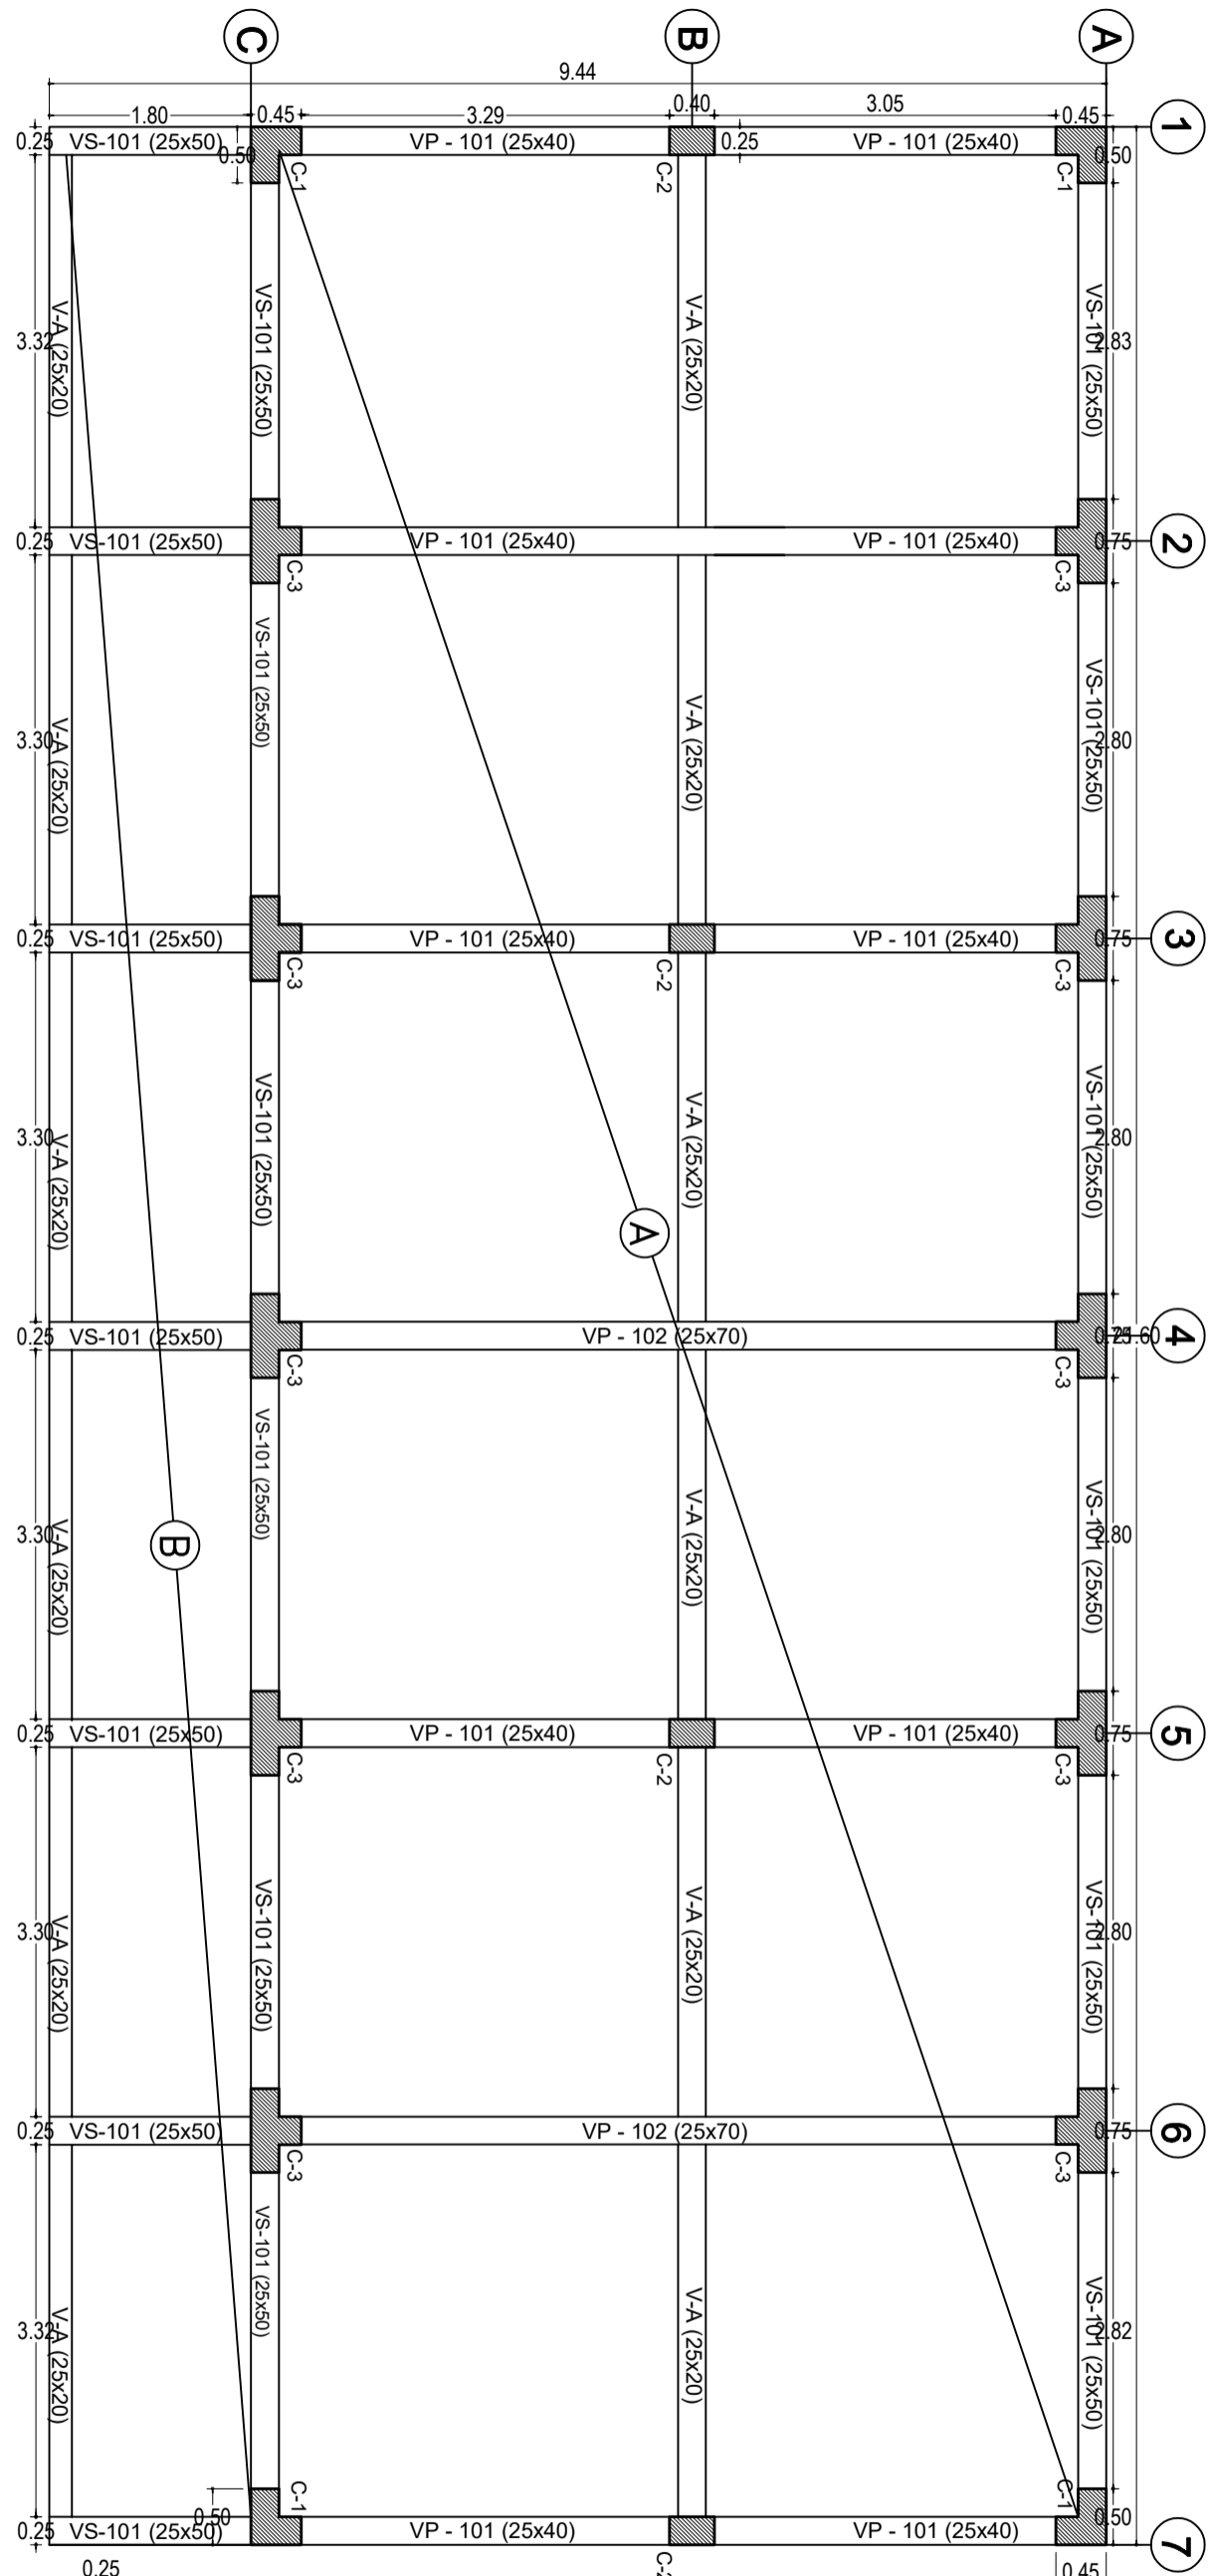 C
B
A
9.44
1.80
0.45
3.29
0.40
3.05
0.45
1
0.25
VS-101 (25x50)
0.50
VP - 101 (25x40)
0.25
VP - 101 (25x40)
0.50
C-1
C-2
C-1
3.32
V-A (25x20)
VS-101 (25x50)
V-A (25x20)
VS-101 (25x50)
2.83
2
0.25
VS-101 (25x50)
VP - 101 (25x40)
VP - 101 (25x40)
0.75
C-3
C-3
3.30
V-A (25x20)
VS-101 (25x50)
V-A (25x20)
VS-101 (25x50)
2.80
3
0.25
VS-101 (25x50)
VP - 101 (25x40)
VP - 101 (25x40)
0.75
C-3
C-2
C-3
3.30
V-A (25x20)
VS-101 (25x50)
V-A (25x20)
VS-101 (25x50)
2.80
A
4
0.25
VS-101 (25x50)
VP - 102 (25x70)
0.75
C-3
C-3
3.30
V-A (25x20)
VS-101 (25x50)
V-A (25x20)
VS-101 (25x50)
2.80
B
5
0.25
VS-101 (25x50)
VP - 101 (25x40)
VP - 101 (25x40)
0.75
C-3
C-2
C-3
3.30
V-A (25x20)
VS-101 (25x50)
V-A (25x20)
VS-101 (25x50)
2.80
6
0.25
VS-101 (25x50)
VP - 102 (25x70)
0.75
C-3
C-3
3.32
V-A (25x20)
VS-101 (25x50)
V-A (25x20)
VS-101 (25x50)
2.82
C-1
C-1
0.50
0.50
7
0.25
VS-101 (25x50)
VP - 101 (25x40)
VP - 101 (25x40)
0.25
0.45